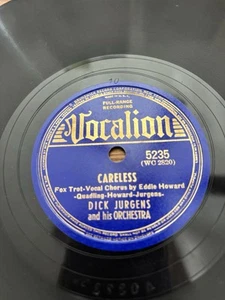 FULL-RANGE
RECORDING
Vocalion
5235
(WC 2820)
CARELESS
Fox Trot-Vocal Chorus by Eddie Howard
-Quadling-Howard-Jurgens-
DICK JURGENS
and his ORCHESTRA